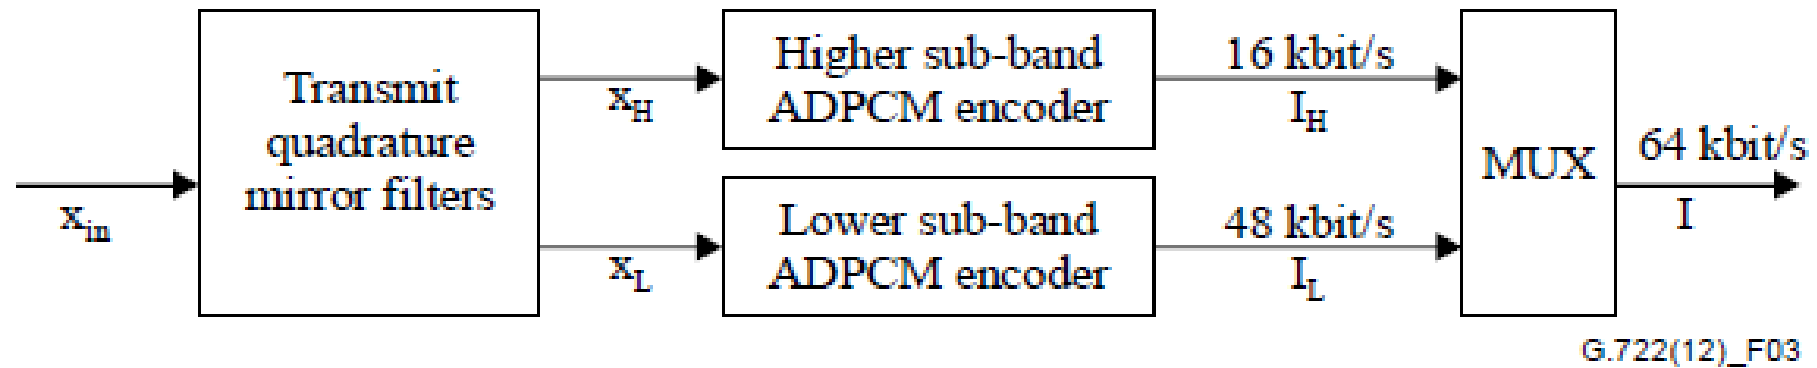 x_in
Transmit
quadrature
mirror filters
x_H
x_L
Higher sub-band
ADPCM encoder
Lower sub-band
ADPCM encoder
16 kbit/s
I_H
48 kbit/s
I_L
MUX
64 kbit/s
I
G.722(12)_F03